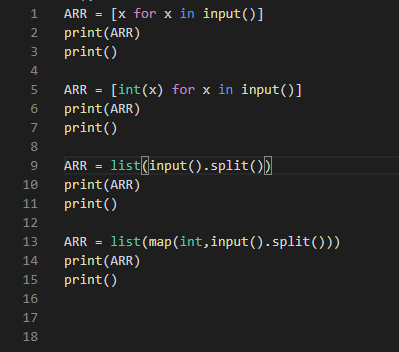 1 ARR = [x for x in input()]
2 print(ARR)
3 print()
4
5 ARR = [int(x) for x in input()]
6 print(ARR)
7 print()
8
9 ARR = list(input().split())
10 print(ARR)
11 print()
12
13 ARR = list(map(int,input().split()))
14 print(ARR)
15 print()
16
17
18